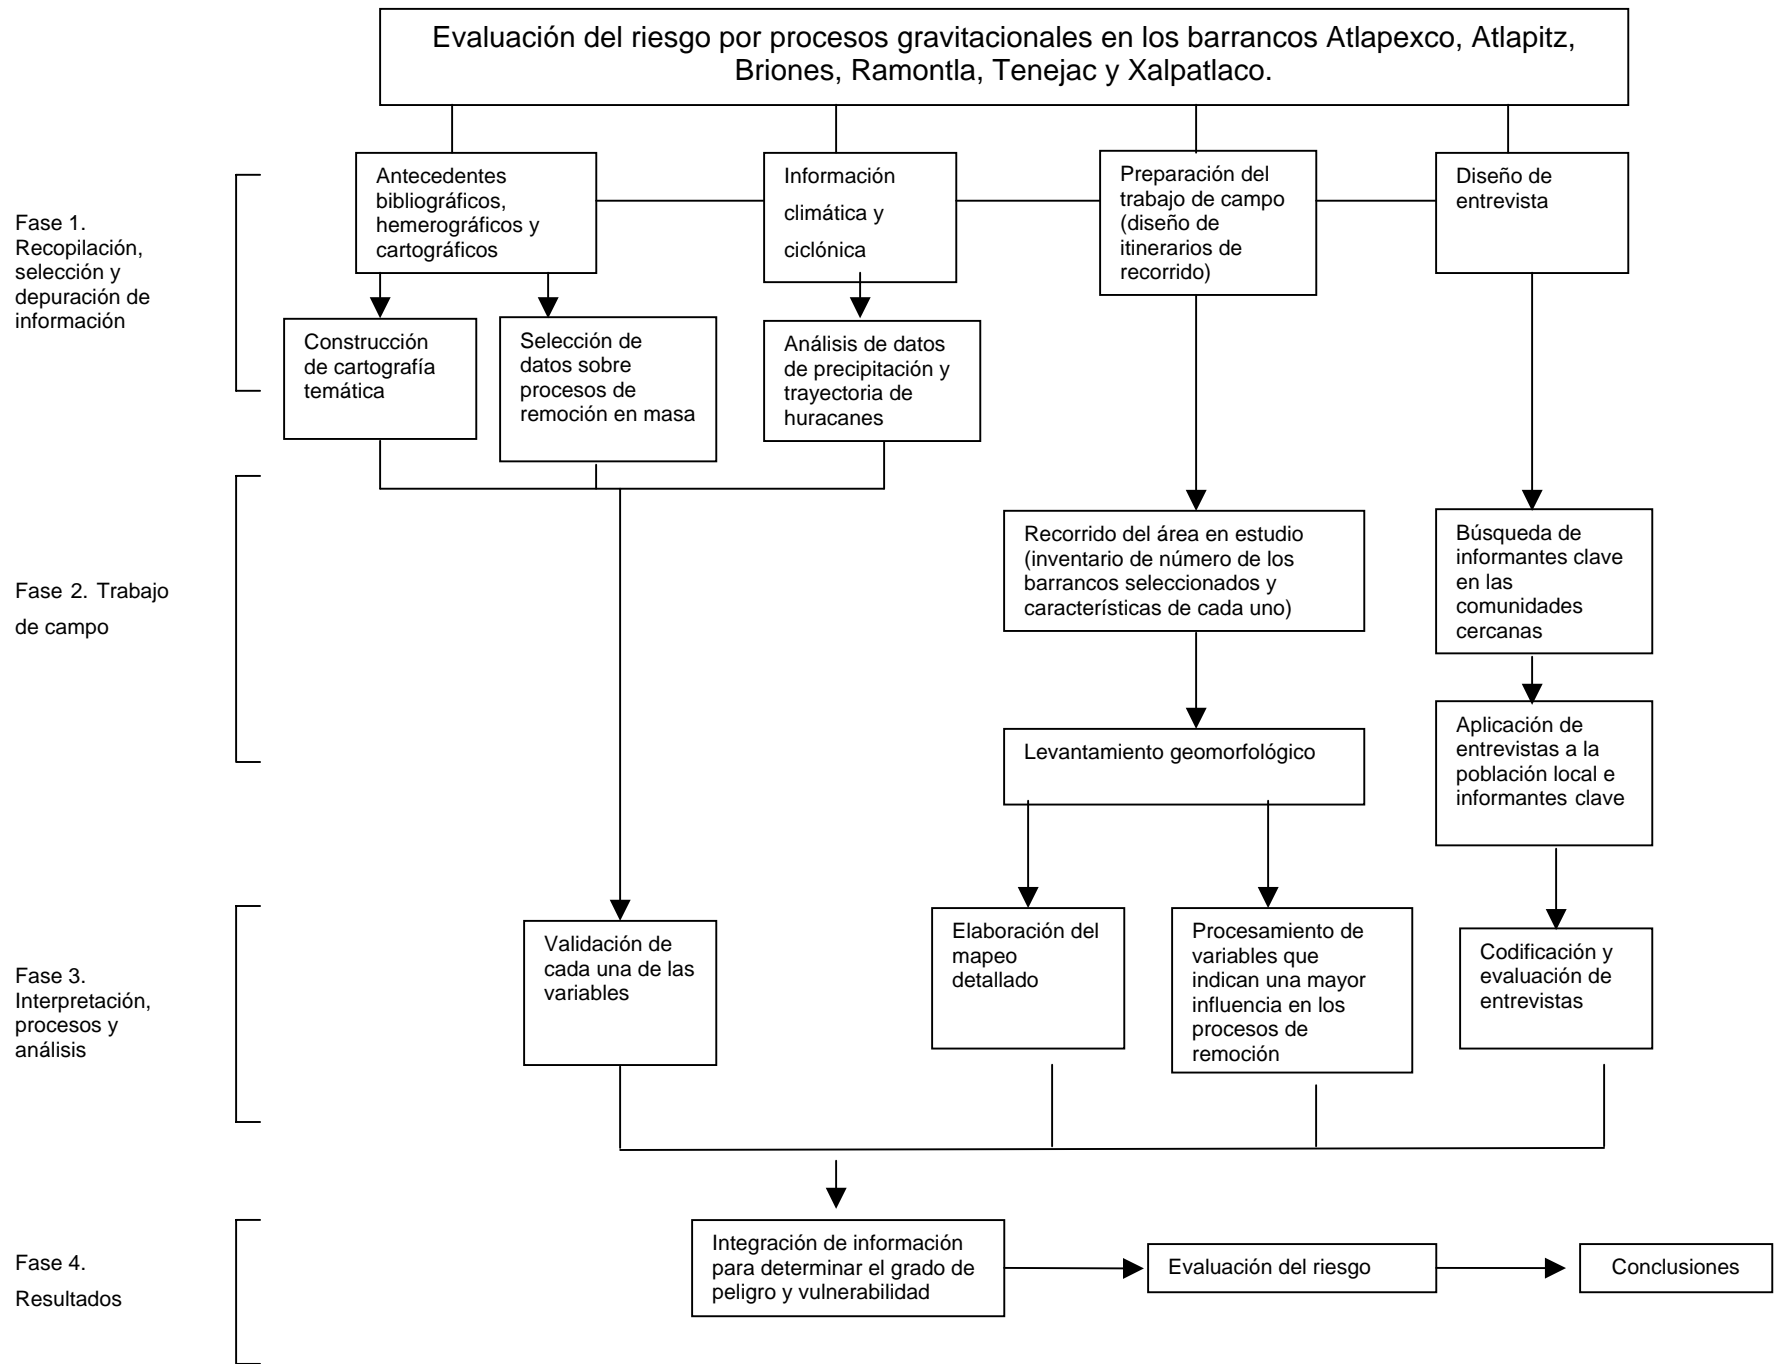 Evaluación del riesgo por procesos gravitacionales en los barrancos Atlapexco, Atlapitz,
Briones, Ramontla, Tenejac y Xalpatlaco.
Fase 1.
Recopilación,
selección y
depuración de
información
Antecedentes
bibliográficos,
hemerográficos y
cartográficos
Información
climática y
ciclónica
Preparación del
trabajo de campo
(diseño de
itinerarios de
recorrido)
Diseño de
entrevista
Construcción
de cartografía
temática
Selección de
datos sobre
procesos de
remoción en masa
Análisis de datos
de precipitación y
trayectoria de
huracanes
Fase 2. Trabajo
de campo
Recorrido del área en estudio
(inventario de número de los
barrancos seleccionados y
características de cada uno)
Búsqueda de
informantes clave
en las
comunidades
cercanas
Levantamiento geomorfológico
Aplicación de
entrevistas a la
población local e
informantes clave
Fase 3.
Interpretación,
procesos y
análisis
Validación de
cada una de las
variables
Elaboración del
mapeo
detallado
Procesamiento de
variables que
indican una mayor
influencia en los
procesos de
remoción
Codificación y
evaluación de
entrevistas
Fase 4.
Resultados
Integración de información
para determinar el grado de
peligro y vulnerabilidad
Evaluación del riesgo
Conclusiones